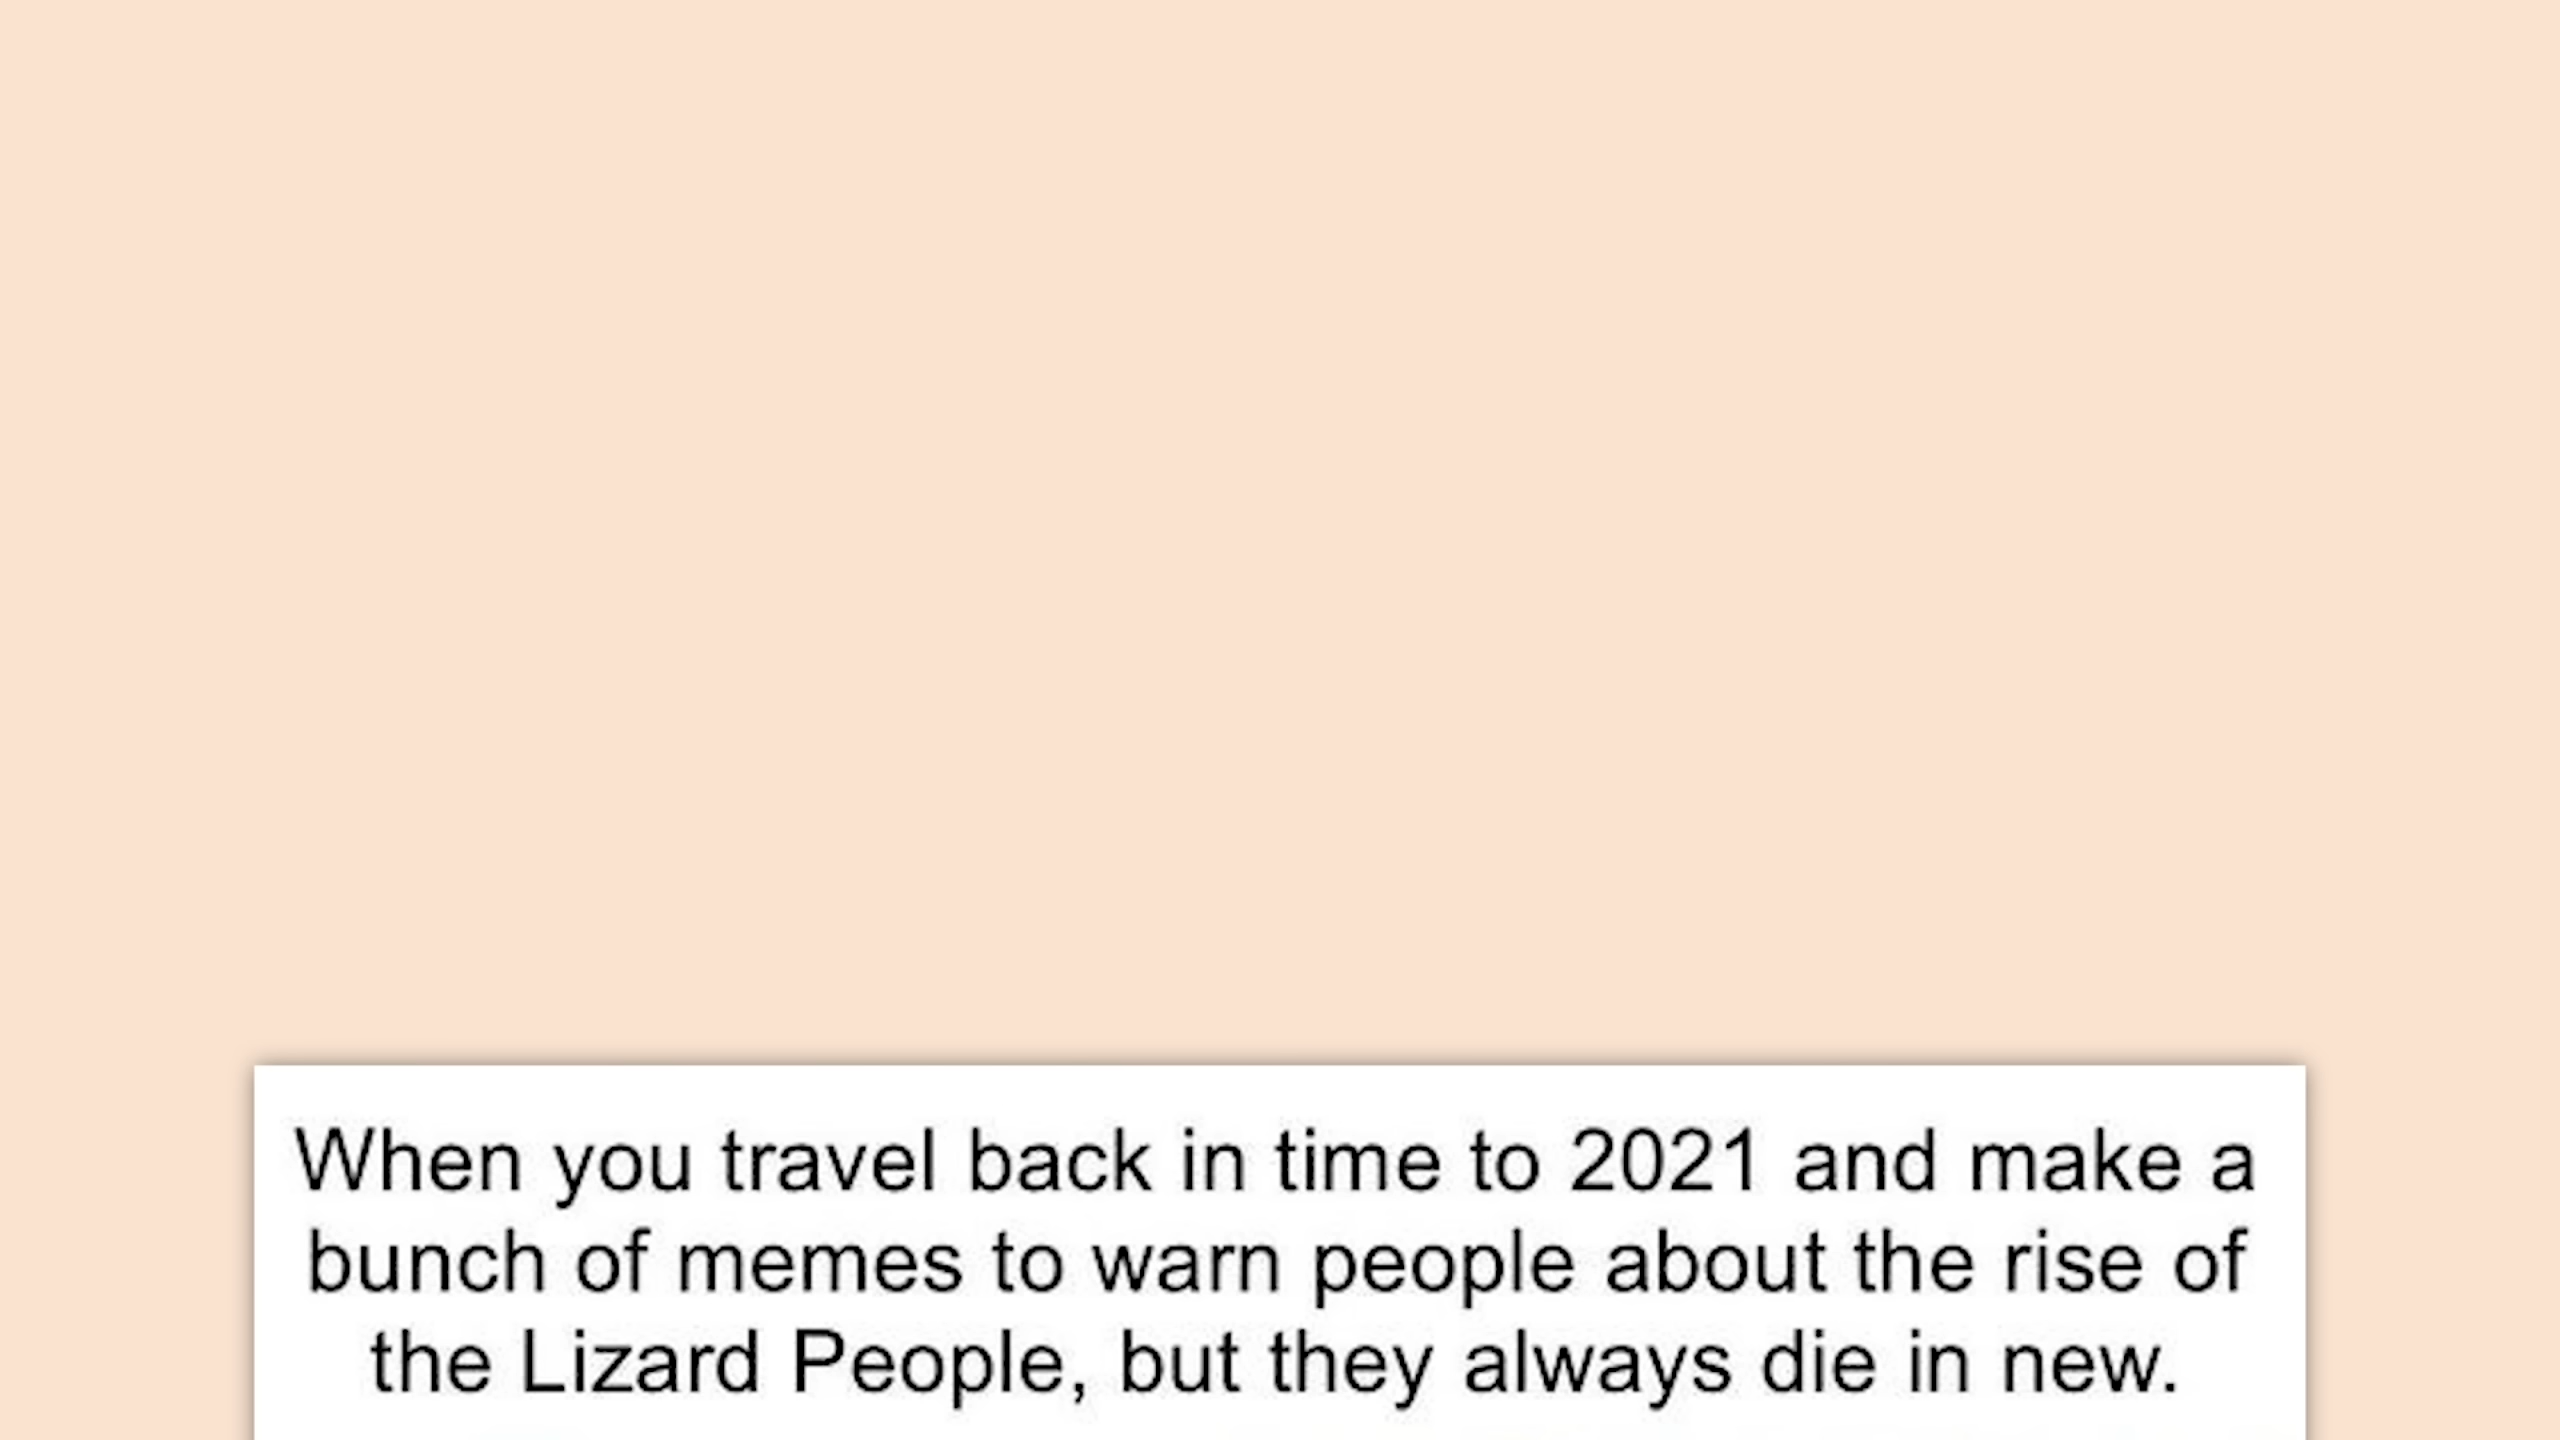 When you travel back in time to 2021 and make a
bunch of memes to warn people about the rise of
the Lizard People, but they always die in new.